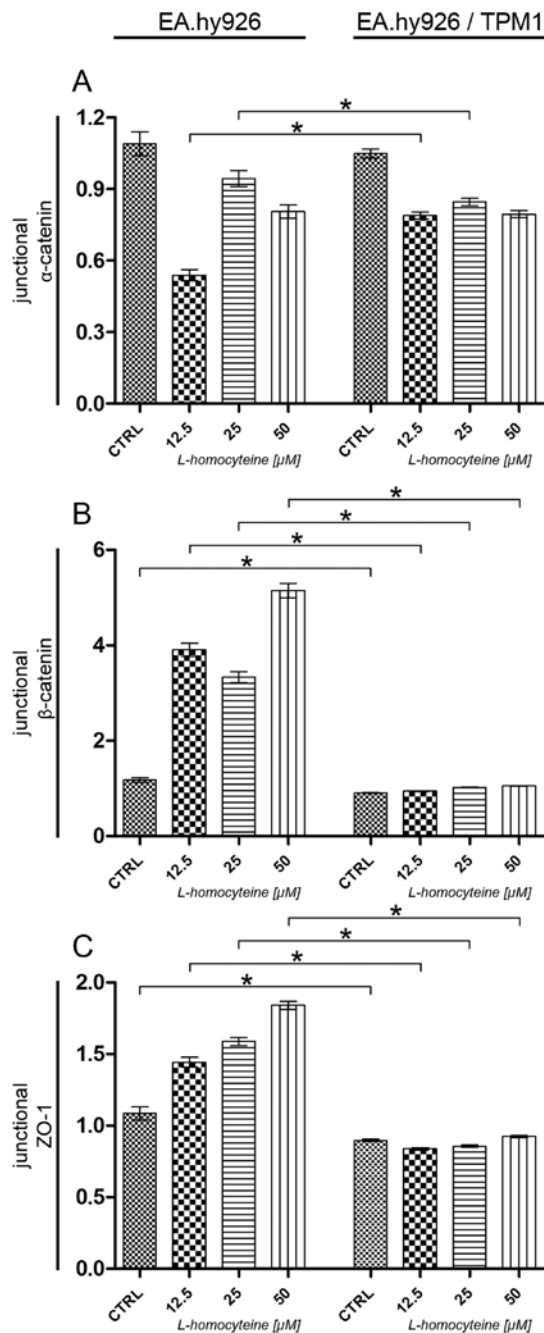 EA.hy926 EA.hy926 / TPM1
A
junctional
α-catenin
1.2
0.9
0.6
0.3
0.0
* *
CTRL 12.5 25 50 CTRL 12.5 25 50
L-homocyteine [µM] L-homocyteine [µM]
B
junctional
β-catenin
6
4
2
0
* * * *
CTRL 12.5 25 50 CTRL 12.5 25 50
L-homocyteine [µM] L-homocyteine [µM]
C
junctional
ZO-1
2.0
1.5
1.0
0.5
0.0
* * * *
CTRL 12.5 25 50 CTRL 12.5 25 50
L-homocyteine [µM] L-homocyteine [µM]